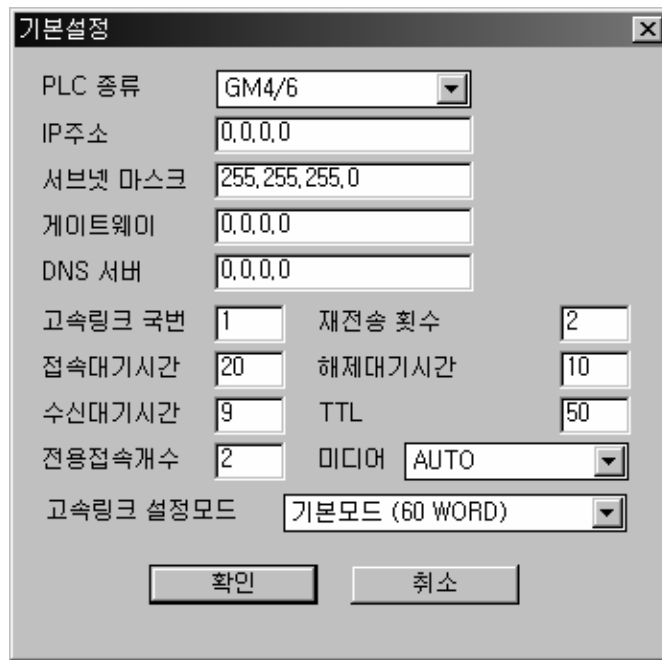 기본설정
PLC 종류 GM4/6
IP주소 0.0.0.0
서브넷 마스크 255.255.255.0
게이트웨이 0.0.0.0
DNS 서버 0.0.0.0
고속링크 국번 1 재전송 횟수 2
접속대기시간 20 해제대기시간 10
수신대기시간 9 TTL 50
전용접속개수 2 미디어 AUTO
고속링크 설정모드 기본모드 (60 WORD)
확인 취소